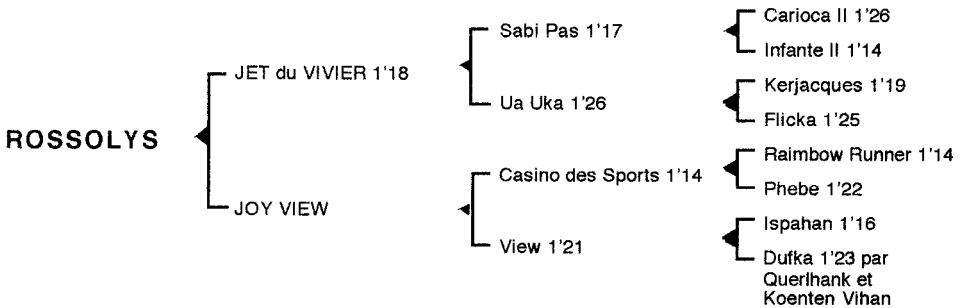 Carioca II 1'26
Sabi Pas 1'17
Infante II 1'14
JET du VIVIER 1'18
Kerjacques 1'19
Ua Uka 1'26
Flicka 1'25
ROSSOLYS
Raimbow Runner 1'14
Casino des Sports 1'14
Phebe 1'22
JOY VIEW
Ispahan 1'16
View 1'21
Dufka 1'23 par
Querlhank et
Koenten Vihan